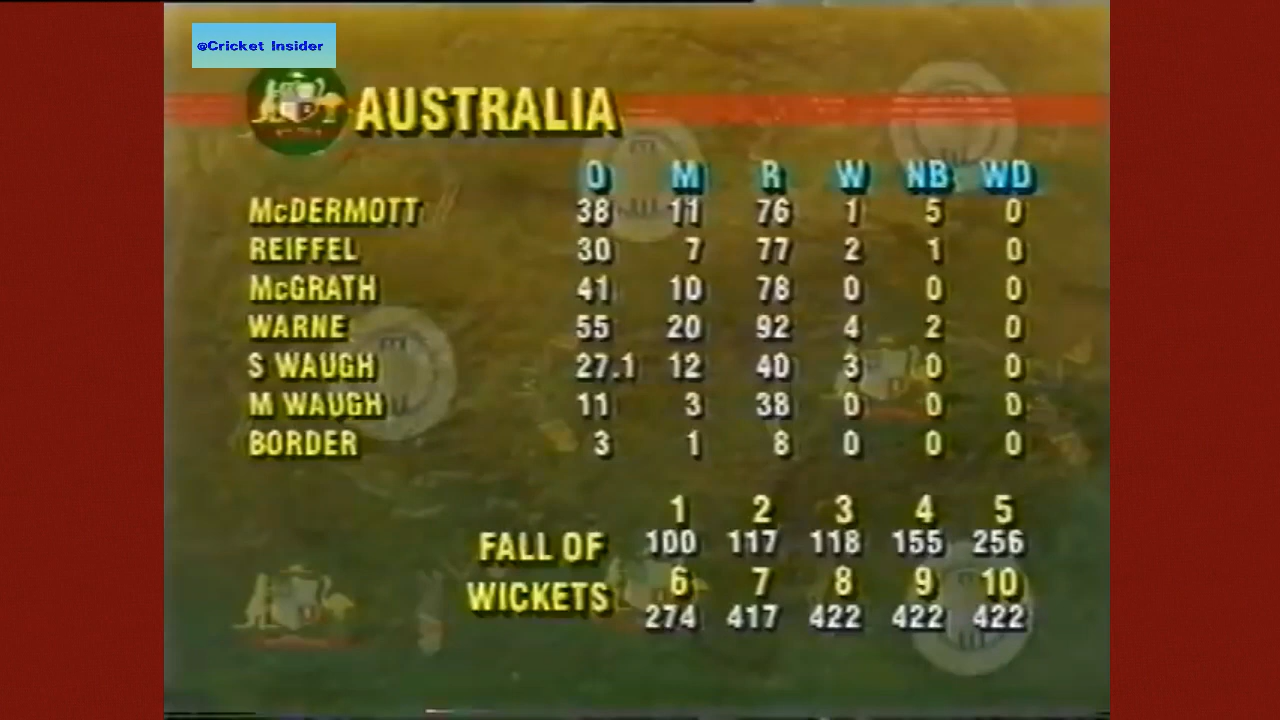 @Cricket Insider
AUSTRALIA
O M R W NB WD
McDERMOTT 38 11 76 1 5 0
REIFFEL 30 7 77 2 1 0
McGRATH 41 10 78 0 0 0
WARNE 55 20 92 4 2 0
S WAUGH 27.1 12 40 3 0 0
M WAUGH 11 3 38 0 0 0
BORDER 3 1 8 0 0 0
1 2 3 4 5
FALL OF 100 117 118 155 256
6 7 8 9 10
WICKETS 274 417 422 422 422